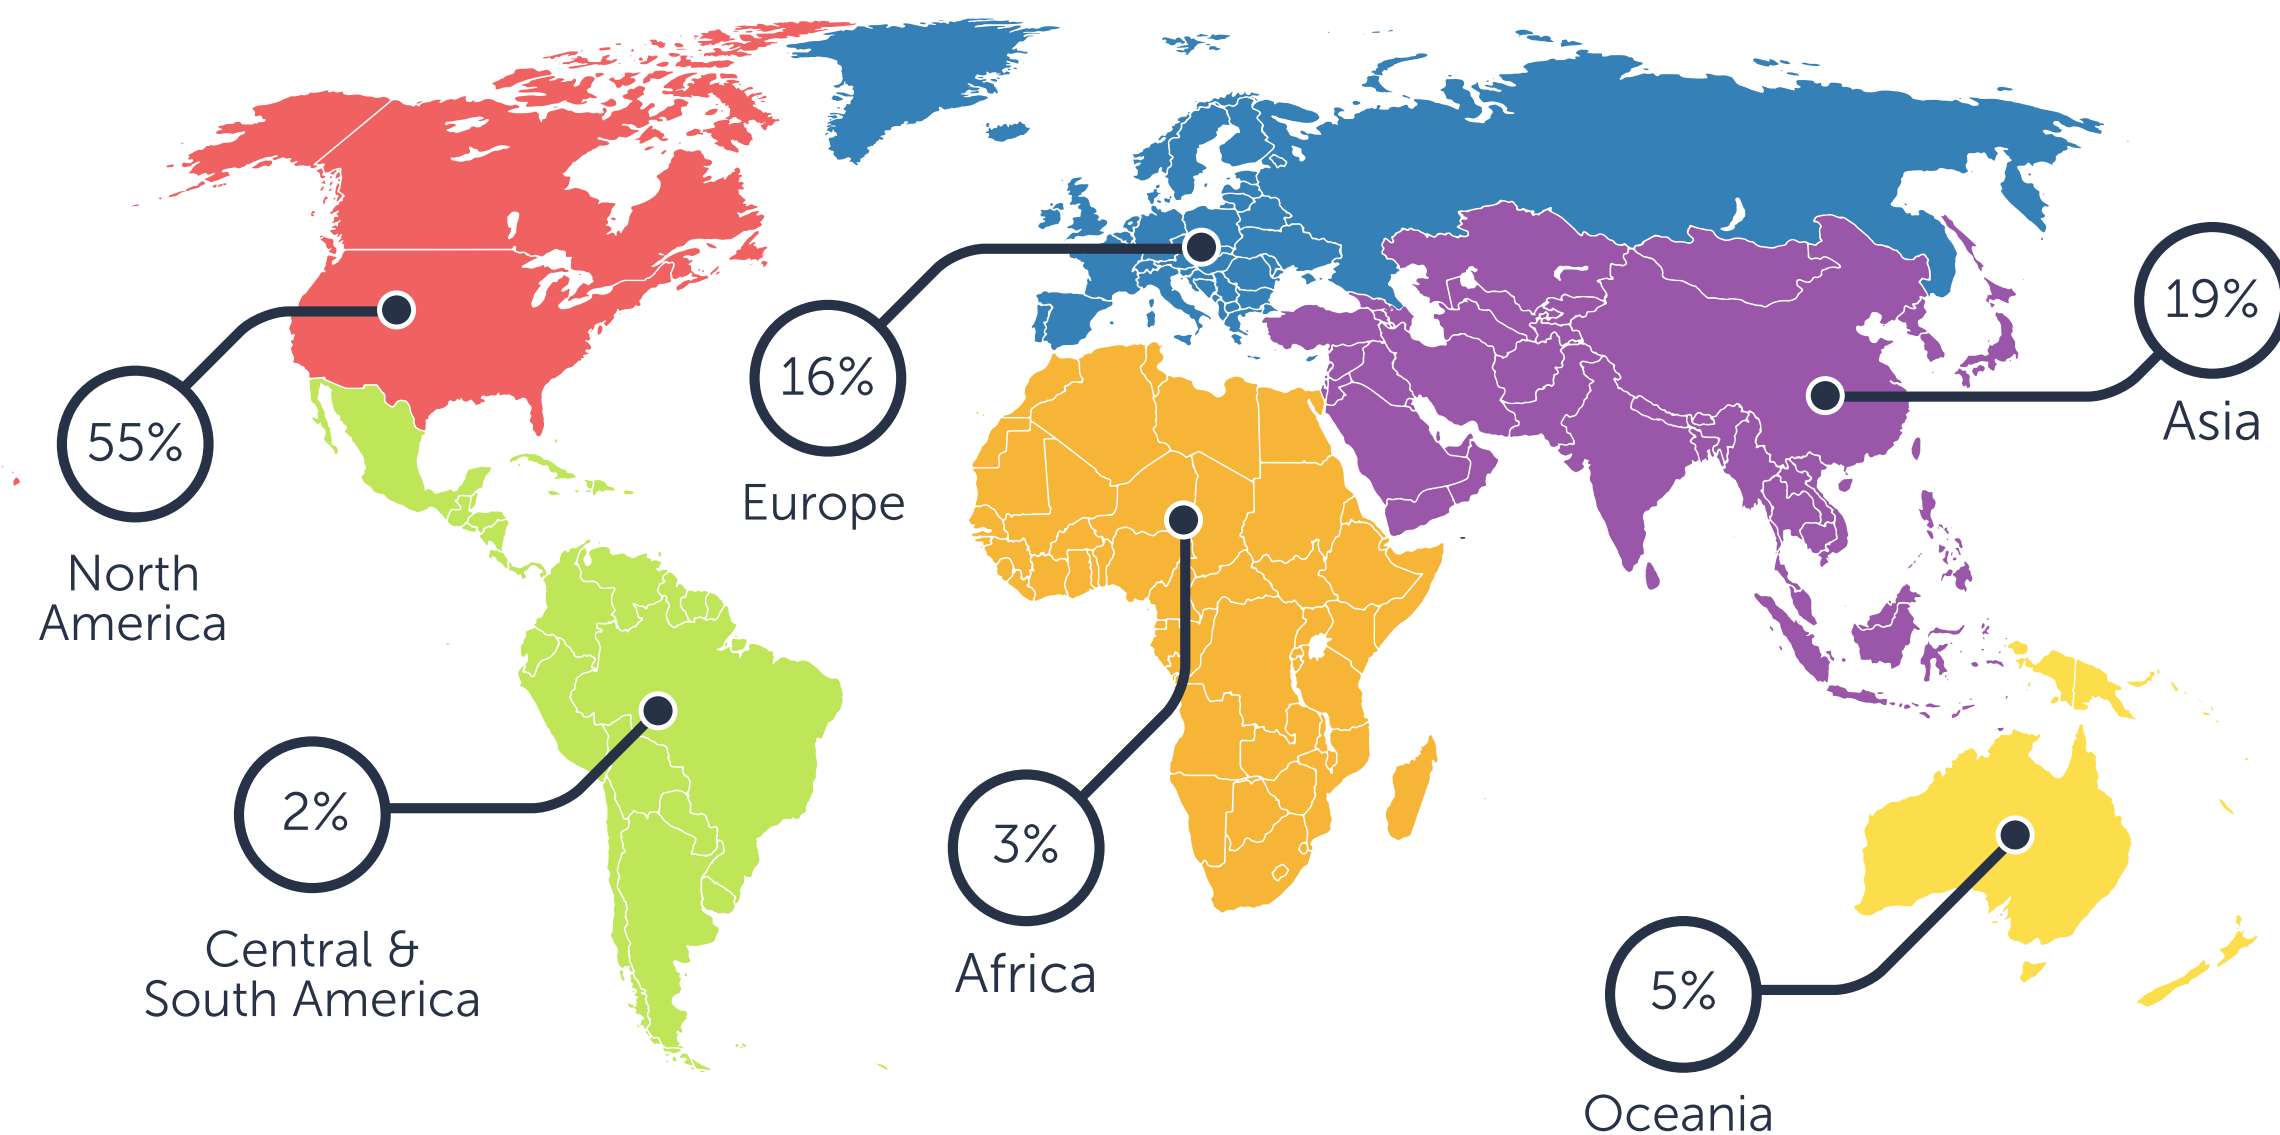 55%
North
America
16%
Europe
19%
Asia
2%
Central &
South America
3%
Africa
5%
Oceania